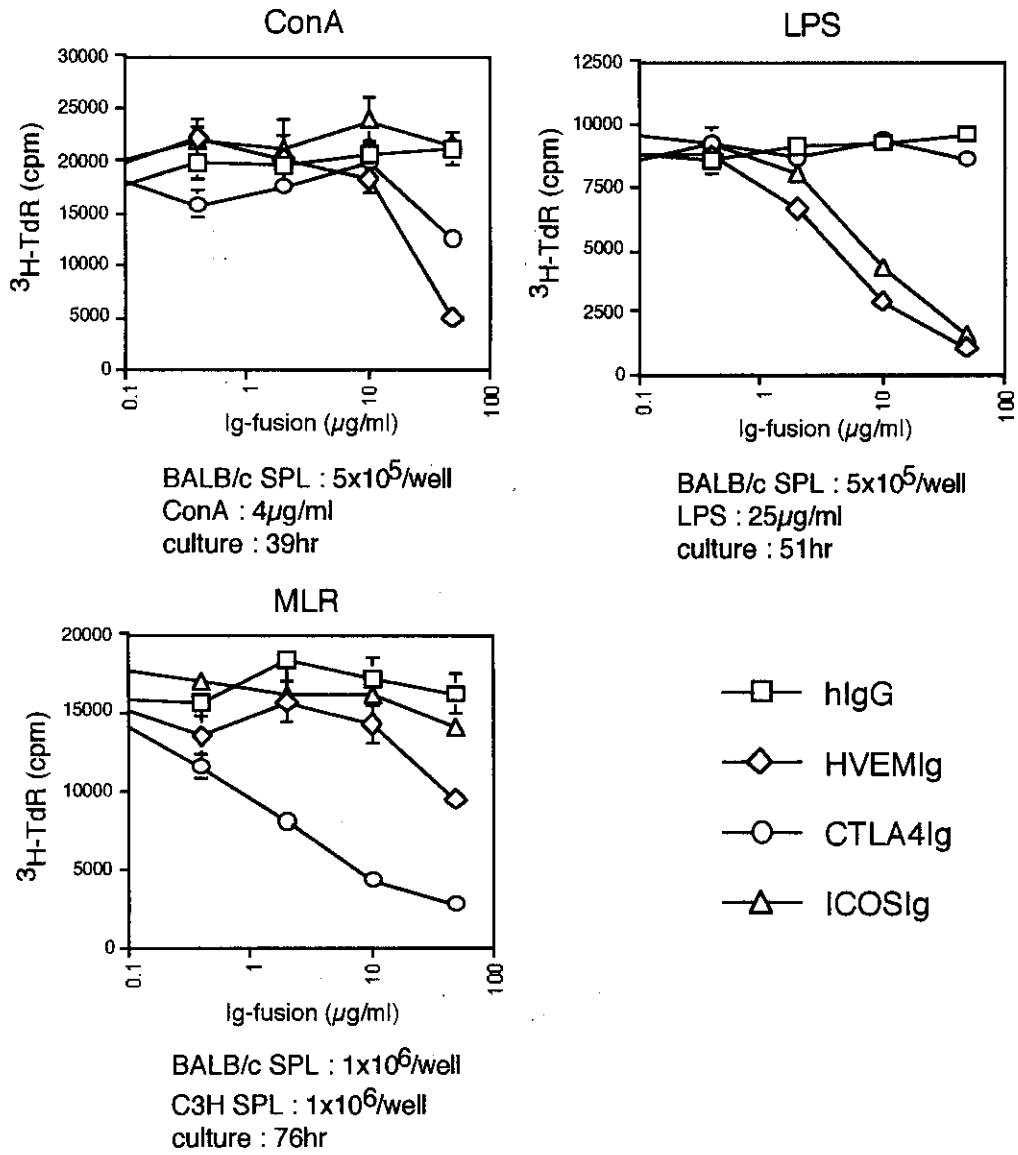 ConA
30000
25000
20000
15000
10000
5000
0
³H-TdR (cpm)
0.1
1
10
100
Ig-fusion (µg/ml)
BALB/c SPL : 5x10⁵/well
ConA : 4µg/ml
culture : 39hr
LPS
12500
10000
7500
5000
2500
0
³H-TdR (cpm)
0.1
1
10
100
Ig-fusion (µg/ml)
BALB/c SPL : 5x10⁵/well
LPS : 25µg/ml
culture : 51hr
MLR
20000
15000
10000
5000
0
³H-TdR (cpm)
0.1
1
10
100
Ig-fusion (µg/ml)
BALB/c SPL : 1x10⁶/well
C3H SPL : 1x10⁶/well
culture : 76hr
hIgG
HVEMIg
CTLA4Ig
ICOSIg